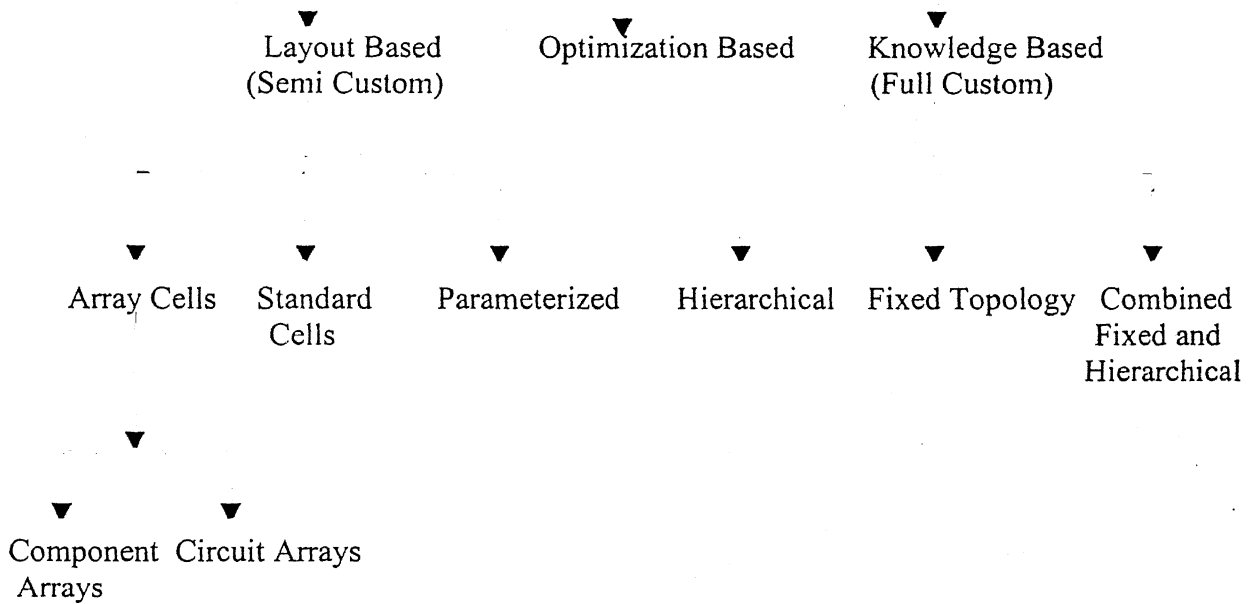 Layout Based Optimization Based Knowledge Based
(Semi Custom) (Full Custom)
Array Cells Standard Parameterized Hierarchical Fixed Topology Combined
Cells Fixed and
Hierarchical
Component Circuit Arrays
Arrays